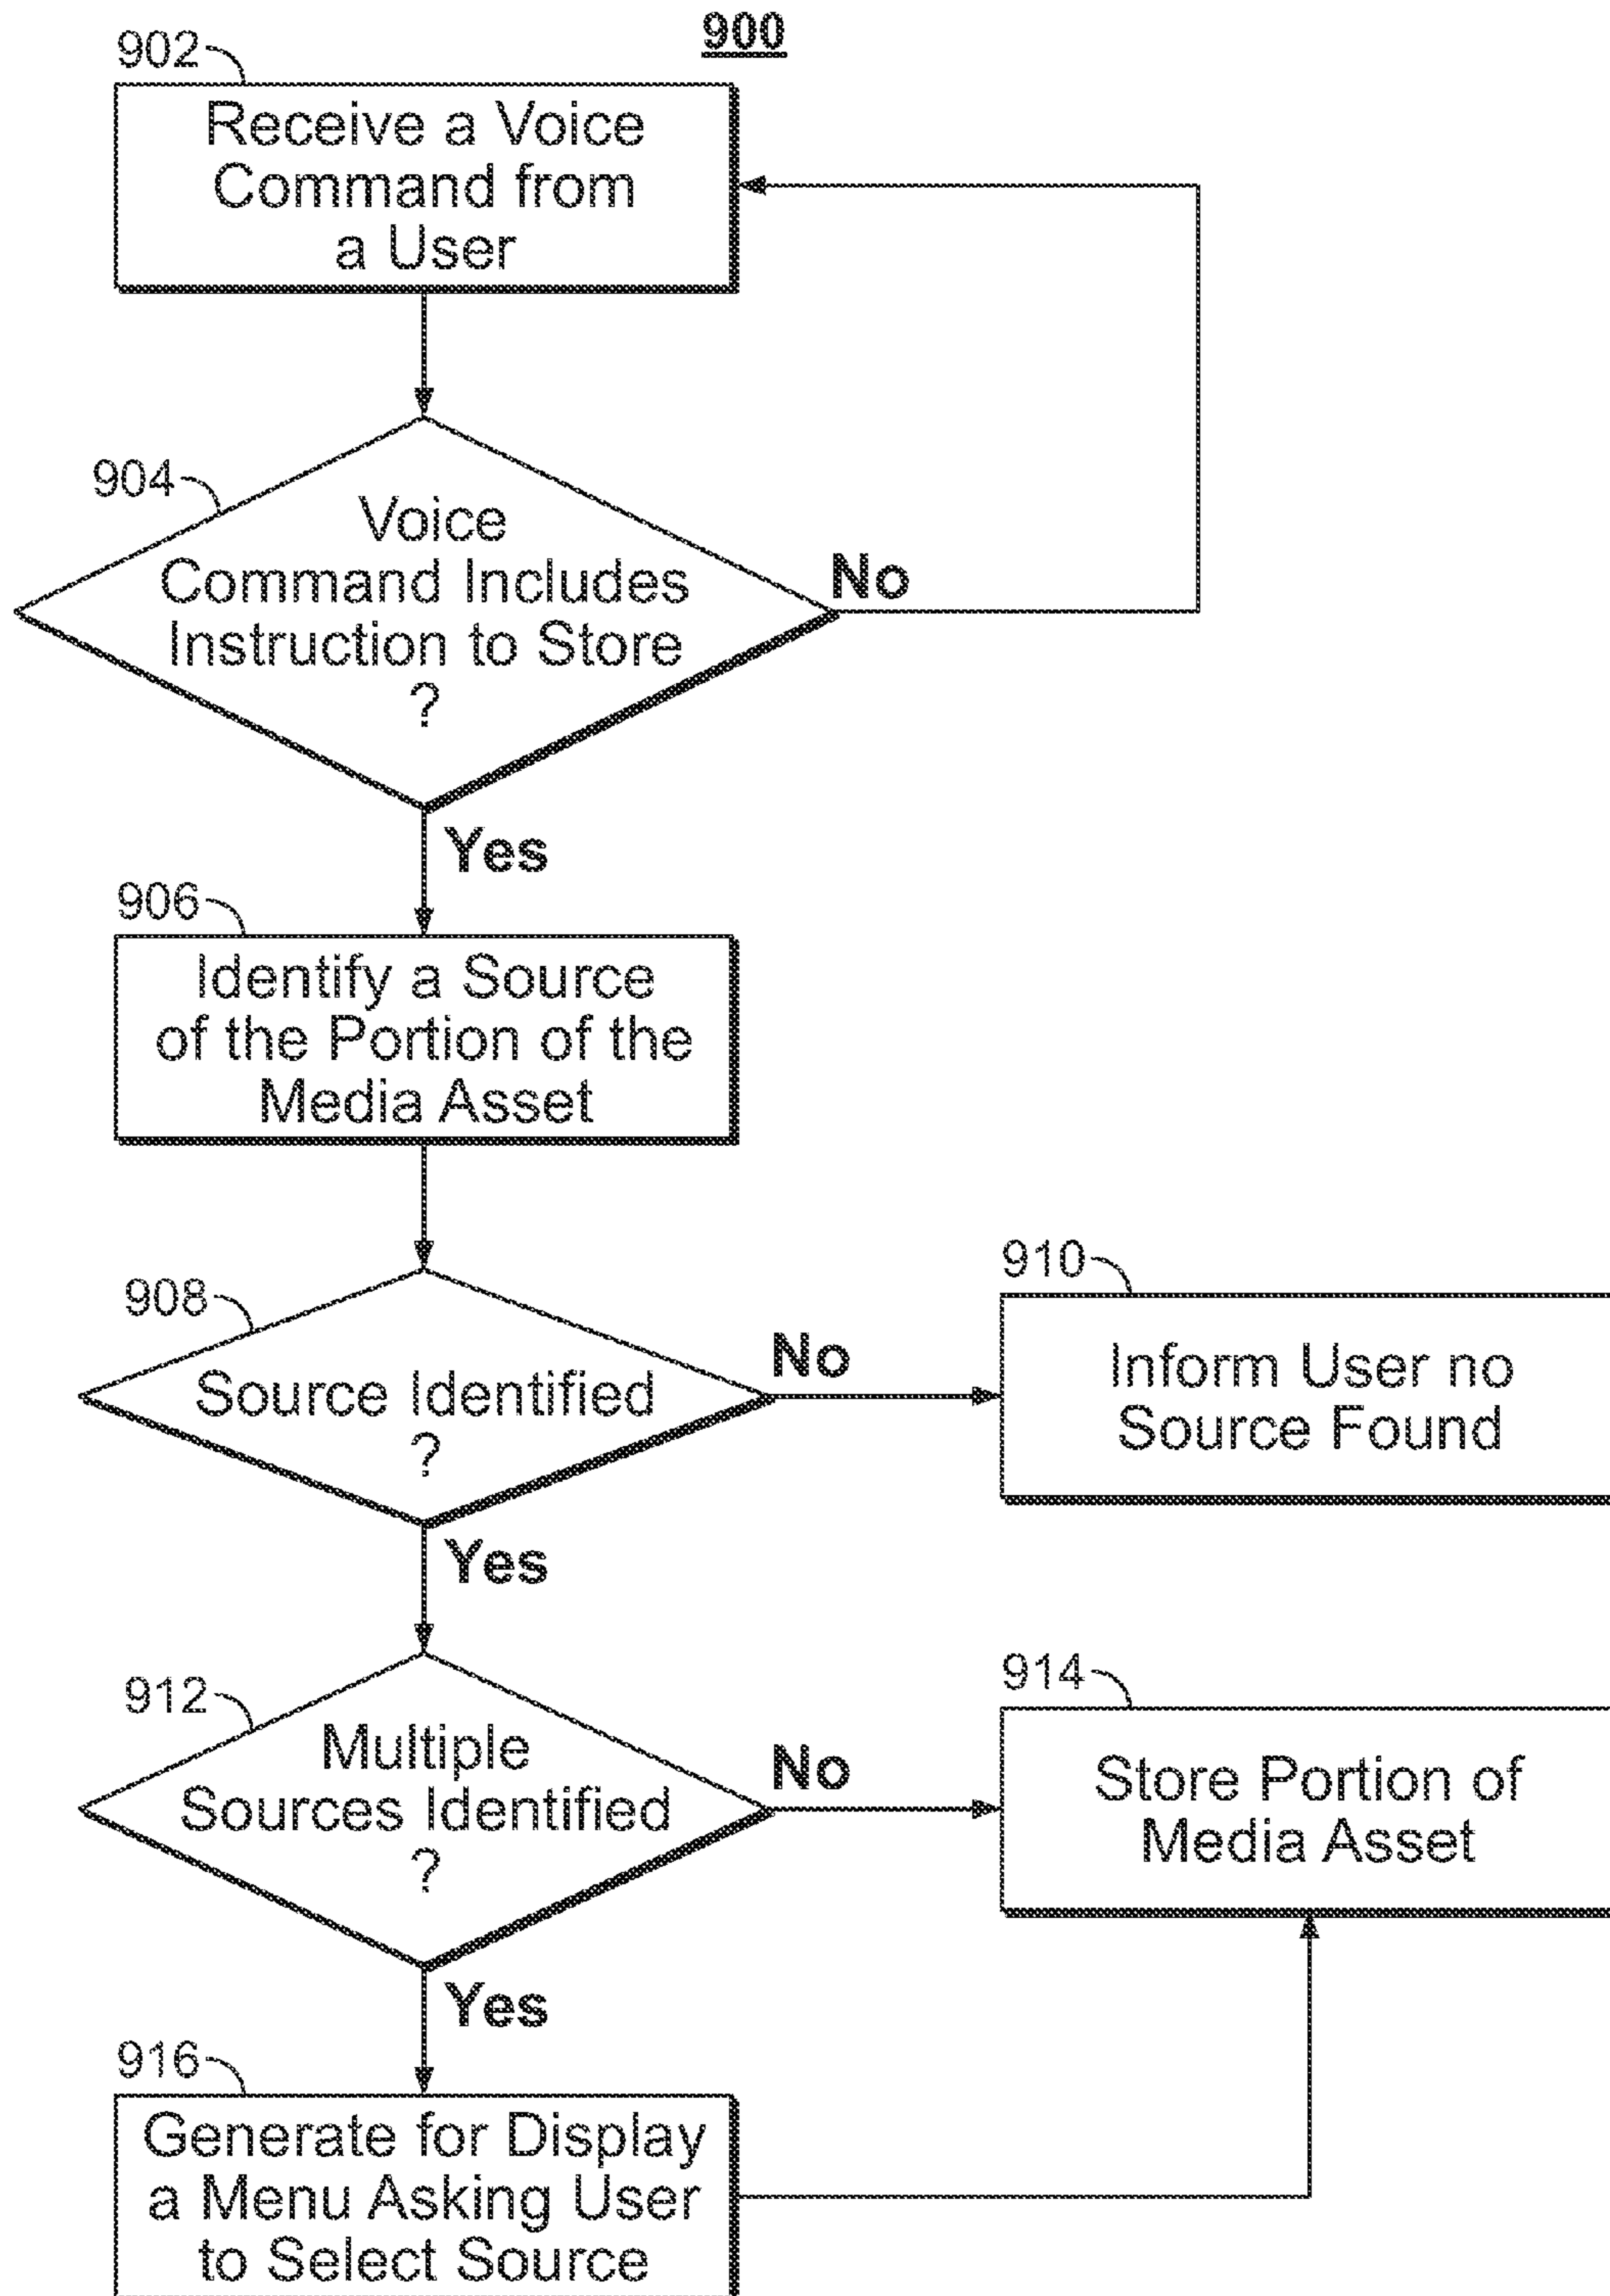 900
902
Receive a Voice
Command from
a User
904
Voice
Command Includes
Instruction to Store
?
No
Yes
906
Identify a Source
of the Portion of the
Media Asset
908
Source Identified
?
No
910
Inform User no
Source Found
Yes
912
Multiple
Sources Identified
?
No
914
Store Portion of
Media Asset
Yes
916
Generate for Display
a Menu Asking User
to Select Source